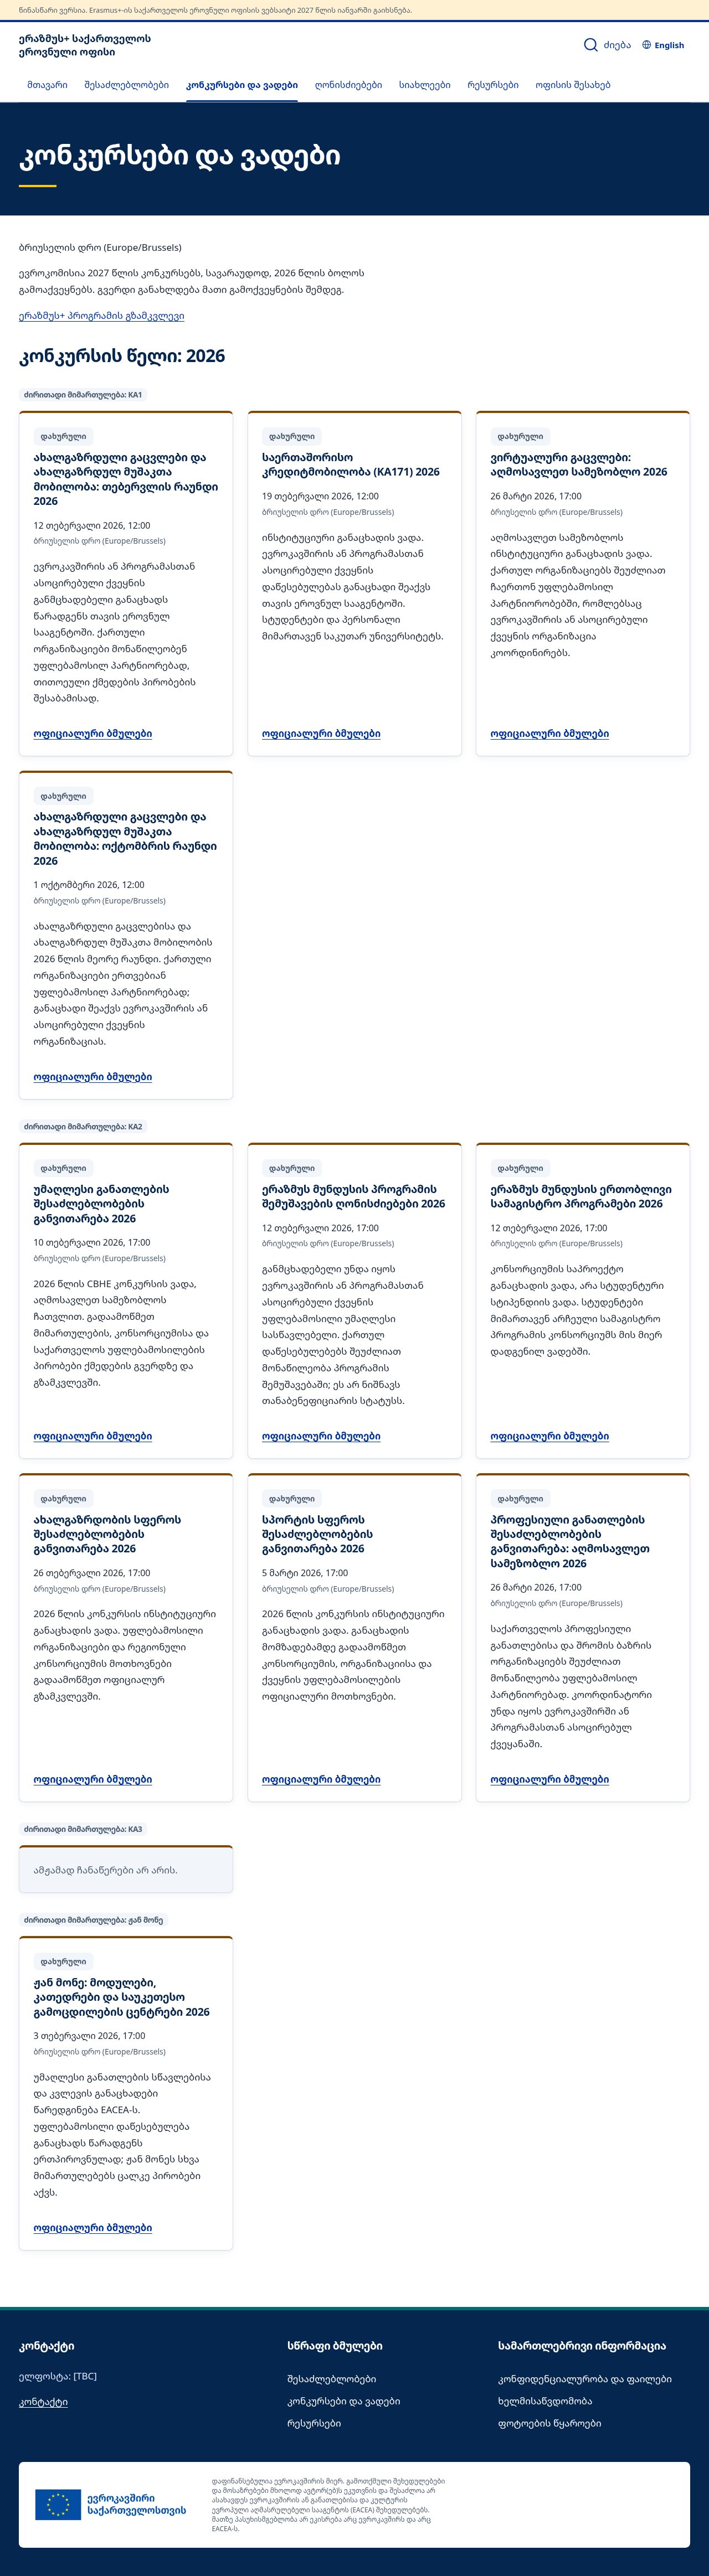 წინასწარი ვერსია. Erasmus+-ის საქართველოს ეროვნული ოფისის ვებსაიტი 2027 წლის იანვარში გაიხსნება.
ერაზმუს+ საქართველოს
ეროვნული ოფისი
ძიება
English
მთავარი
შესაძლებლობები
კონკურსები და ვადები
ღონისძიებები
სიახლეები
რესურსები
ოფისის შესახებ
კონკურსები და ვადები
ბრიუსელის დრო (Europe/Brussels)
ევროკომისია 2027 წლის კონკურსებს, სავარაუდოდ, 2026 წლის ბოლოს
გამოაქვეყნებს. გვერდი განახლდება მათი გამოქვეყნების შემდეგ.
ერაზმუს+ პროგრამის გზამკვლევი
კონკურსის წელი: 2026
ძირითადი მიმართულება: KA1
დახურული
ახალგაზრდული გაცვლები და
ახალგაზრდულ მუშაკთა
მობილობა: თებერვლის რაუნდი
2026
12 თებერვალი 2026, 12:00
ბრიუსელის დრო (Europe/Brussels)
ევროკავშირის ან პროგრამასთან
ასოცირებული ქვეყნის
განმცხადებელი განაცხადს
წარადგენს თავის ეროვნულ
სააგენტოში. ქართული
ორგანიზაციები მონაწილეობენ
უფლებამოსილ პარტნიორებად,
თითოეული ქმედების პირობების
შესაბამისად.
ოფიციალური ბმულები
დახურული
საერთაშორისო
კრედიტმობილობა (KA171) 2026
19 თებერვალი 2026, 12:00
ბრიუსელის დრო (Europe/Brussels)
ინსტიტუციური განაცხადის ვადა.
ევროკავშირის ან პროგრამასთან
ასოცირებული ქვეყნის
დაწესებულებას განაცხადი შეაქვს
თავის ეროვნულ სააგენტოში.
სტუდენტები და პერსონალი
მიმართავენ საკუთარ უნივერსიტეტს.
ოფიციალური ბმულები
დახურული
ვირტუალური გაცვლები:
აღმოსავლეთ სამეზობლო 2026
26 მარტი 2026, 17:00
ბრიუსელის დრო (Europe/Brussels)
აღმოსავლეთ სამეზობლოს
ინსტიტუციური განაცხადის ვადა.
ქართულ ორგანიზაციებს შეუძლიათ
ჩაერთონ უფლებამოსილ
პარტნიორობებში, რომლებსაც
ევროკავშირის ან ასოცირებული
ქვეყნის ორგანიზაცია
კოორდინირებს.
ოფიციალური ბმულები
დახურული
ახალგაზრდული გაცვლები და
ახალგაზრდულ მუშაკთა
მობილობა: ოქტომბრის რაუნდი
2026
1 ოქტომბერი 2026, 12:00
ბრიუსელის დრო (Europe/Brussels)
ახალგაზრდული გაცვლებისა და
ახალგაზრდულ მუშაკთა მობილობის
2026 წლის მეორე რაუნდი. ქართული
ორგანიზაციები ერთვებიან
უფლებამოსილ პარტნიორებად;
განაცხადი შეაქვს ევროკავშირის ან
ასოცირებული ქვეყნის
ორგანიზაციას.
ოფიციალური ბმულები
ძირითადი მიმართულება: KA2
დახურული
უმაღლესი განათლების
შესაძლებლობების
განვითარება 2026
10 თებერვალი 2026, 17:00
ბრიუსელის დრო (Europe/Brussels)
2026 წლის CBHE კონკურსის ვადა,
აღმოსავლეთ სამეზობლოს
ჩათვლით. გადაამოწმეთ
მიმართულების, კონსორციუმისა და
საქართველოს უფლებამოსილების
პირობები ქმედების გვერდზე და
გზამკვლევში.
ოფიციალური ბმულები
დახურული
ერაზმუს მუნდუსის პროგრამის
შემუშავების ღონისძიებები 2026
12 თებერვალი 2026, 17:00
ბრიუსელის დრო (Europe/Brussels)
განმცხადებელი უნდა იყოს
ევროკავშირის ან პროგრამასთან
ასოცირებული ქვეყნის
უფლებამოსილი უმაღლესი
სასწავლებელი. ქართულ
დაწესებულებებს შეუძლიათ
მონაწილეობა პროგრამის
შემუშავებაში; ეს არ ნიშნავს
თანაბენეფიციარის სტატუსს.
ოფიციალური ბმულები
დახურული
ერაზმუს მუნდუსის ერთობლივი
სამაგისტრო პროგრამები 2026
12 თებერვალი 2026, 17:00
ბრიუსელის დრო (Europe/Brussels)
კონსორციუმის საპროექტო
განაცხადის ვადა, არა სტუდენტური
სტიპენდიის ვადა. სტუდენტები
მიმართავენ არჩეული სამაგისტრო
პროგრამის კონსორციუმს მის მიერ
დადგენილ ვადებში.
ოფიციალური ბმულები
დახურული
ახალგაზრდობის სფეროს
შესაძლებლობების
განვითარება 2026
26 თებერვალი 2026, 17:00
ბრიუსელის დრო (Europe/Brussels)
2026 წლის კონკურსის ინსტიტუციური
განაცხადის ვადა. უფლებამოსილი
ორგანიზაციები და რეგიონული
კონსორციუმის მოთხოვნები
გადაამოწმეთ ოფიციალურ
გზამკვლევში.
ოფიციალური ბმულები
დახურული
სპორტის სფეროს
შესაძლებლობების
განვითარება 2026
5 მარტი 2026, 17:00
ბრიუსელის დრო (Europe/Brussels)
2026 წლის კონკურსის ინსტიტუციური
განაცხადის ვადა. განაცხადის
მომზადებამდე გადაამოწმეთ
კონსორციუმის, ორგანიზაციისა და
ქვეყნის უფლებამოსილების
ოფიციალური მოთხოვნები.
ოფიციალური ბმულები
დახურული
პროფესიული განათლების
შესაძლებლობების
განვითარება: აღმოსავლეთ
სამეზობლო 2026
26 მარტი 2026, 17:00
ბრიუსელის დრო (Europe/Brussels)
საქართველოს პროფესიული
განათლებისა და შრომის ბაზრის
ორგანიზაციებს შეუძლიათ
მონაწილეობა უფლებამოსილ
პარტნიორებად. კოორდინატორი
უნდა იყოს ევროკავშირში ან
პროგრამასთან ასოცირებულ
ქვეყანაში.
ოფიციალური ბმულები
ძირითადი მიმართულება: KA3
ამჟამად ჩანაწერები არ არის.
ძირითადი მიმართულება: ჟან მონე
დახურული
ჟან მონე: მოდულები,
კათედრები და საუკეთესო
გამოცდილების ცენტრები 2026
3 თებერვალი 2026, 17:00
ბრიუსელის დრო (Europe/Brussels)
უმაღლესი განათლების სწავლებისა
და კვლევის განაცხადები
წარედგინება EACEA-ს.
უფლებამოსილი დაწესებულება
განაცხადს წარადგენს
ერთპიროვნულად; ჟან მონეს სხვა
მიმართულებებს ცალკე პირობები
აქვს.
ოფიციალური ბმულები
კონტაქტი
ელფოსტა: [TBC]
კონტაქტი
სწრაფი ბმულები
შესაძლებლობები
კონკურსები და ვადები
რესურსები
სამართლებრივი ინფორმაცია
კონფიდენციალურობა და ფაილები
ხელმისაწვდომობა
ფოტოების წყაროები
ევროკავშირი
საქართველოსთვის
დაფინანსებულია ევროკავშირის მიერ. გამოთქმული შეხედულებები
და მოსაზრებები მხოლოდ ავტორ(ებ)ს ეკუთვნის და შესაძლოა არ
ასახავდეს ევროკავშირის ან განათლებისა და კულტურის
ევროპული აღმასრულებელი სააგენტოს (EACEA) შეხედულებებს.
მათზე პასუხისმგებლობა არ ეკისრება არც ევროკავშირს და არც
EACEA-ს.